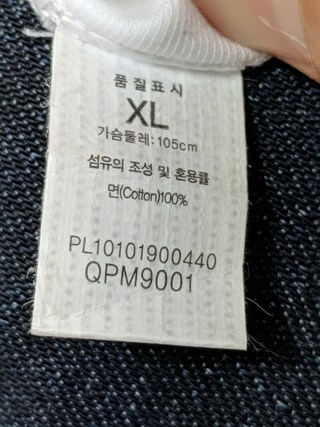 품질표시
XL
가슴둘레: 105cm
섬유의 조성 및 혼용률
면(Cotton)100%
PL10101900440
QPM9001